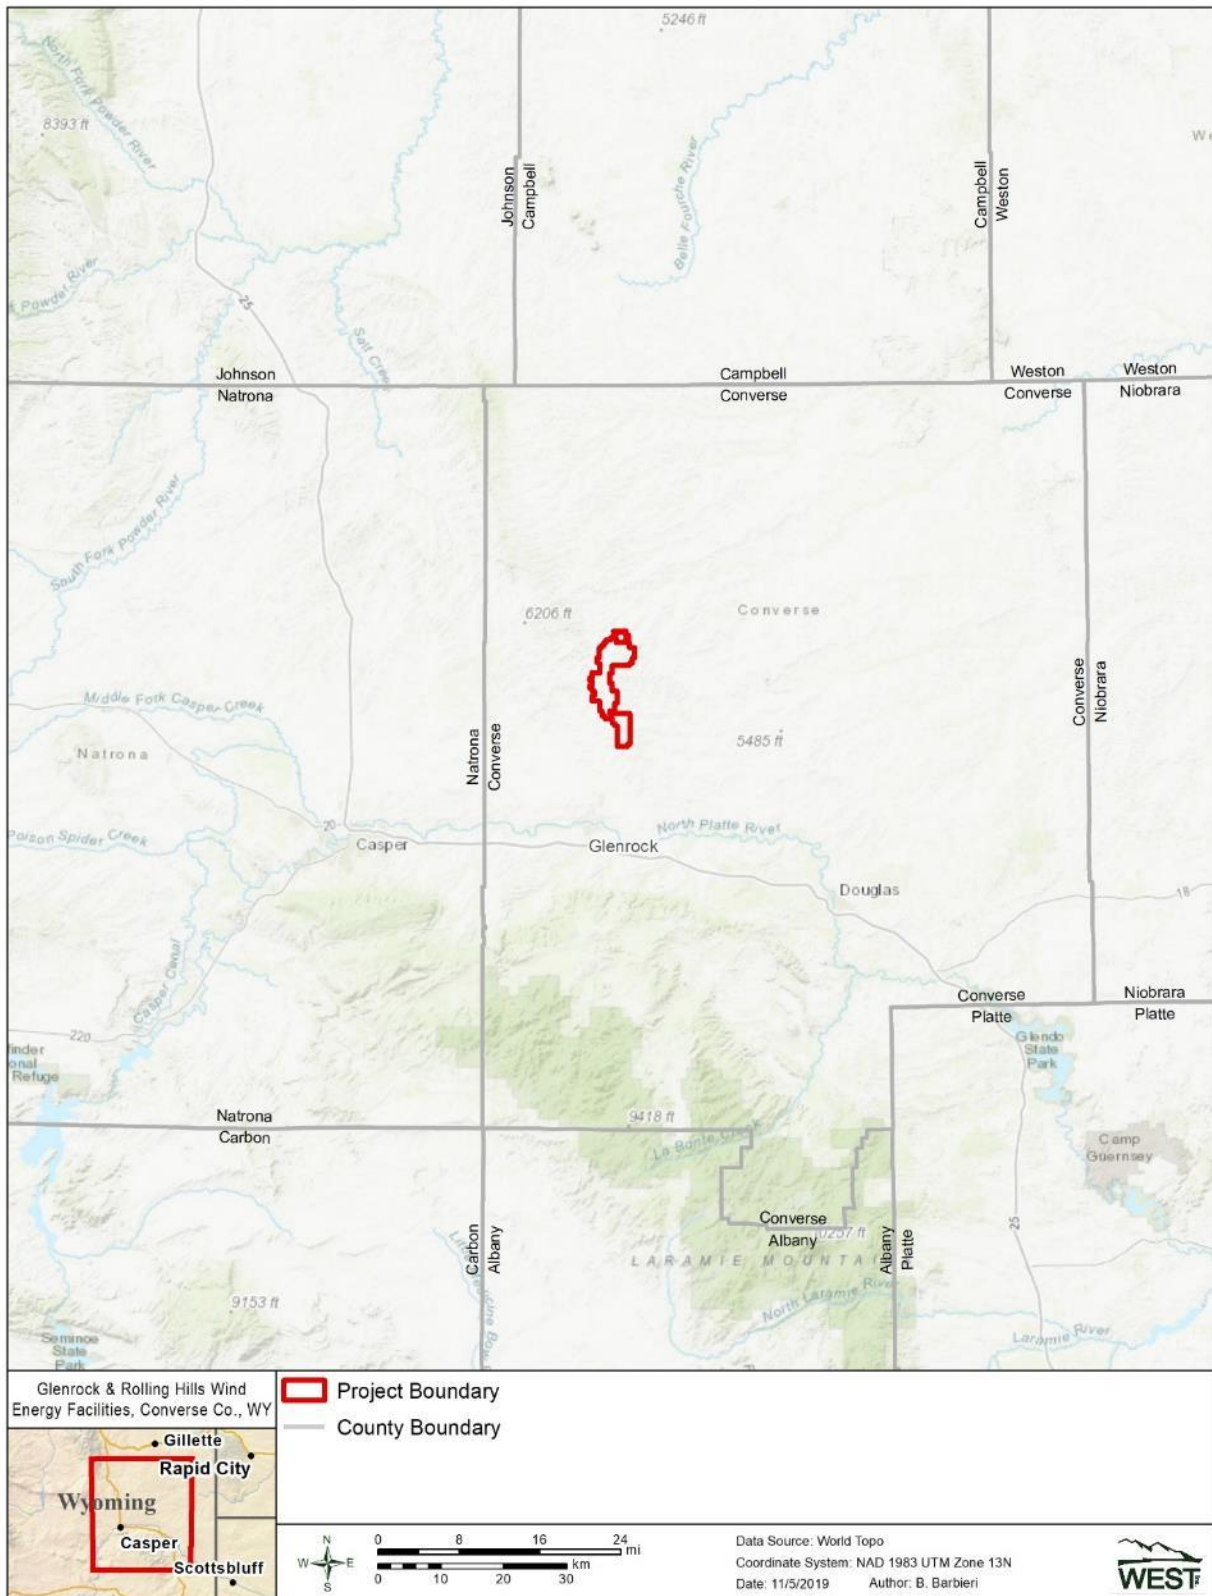 5246 ft
North Fork Powder River
8393 ft
Johnson
Campbell
Belle Fourche River
Campbell
Weston
Powder River
25
Salt Creek
Johnson
Natrona
Campbell
Converse
Weston
Converse
Weston
Niobrara
South Fork Powder River
6206 ft
Converse
Converse
Niobrara
Middle Fork Casper Creek
Natrona
Natrona
Converse
5485 ft
20
Poison Spider Creek
Casper
Glenrock
North Platte River
Douglas
18
Casper Canal
220
Converse
Platte
Niobrara
Platte
Glendo
State
Park
Refuge
Natrona
Carbon
9418 ft
La Bonte Creek
Camp
Guernsey
Converse
Albany
Carbon
Albany
Albany
Platte
25
LARAMIE MOUNTAI
North Laramie River
9153 ft
Laramie River
Seminoe
State
Park
Glenrock & Rolling Hills Wind
Energy Facilities, Converse Co., WY
Project Boundary
County Boundary
Gillette
Rapid City
Wyoming
Casper
Scottsbluff
N
W E
S
0 8 16 24
mi
km
0 10 20 30
Data Source: World Topo
Coordinate System: NAD 1983 UTM Zone 13N
Date: 11/5/2019 Author: B. Barbieri
WEST